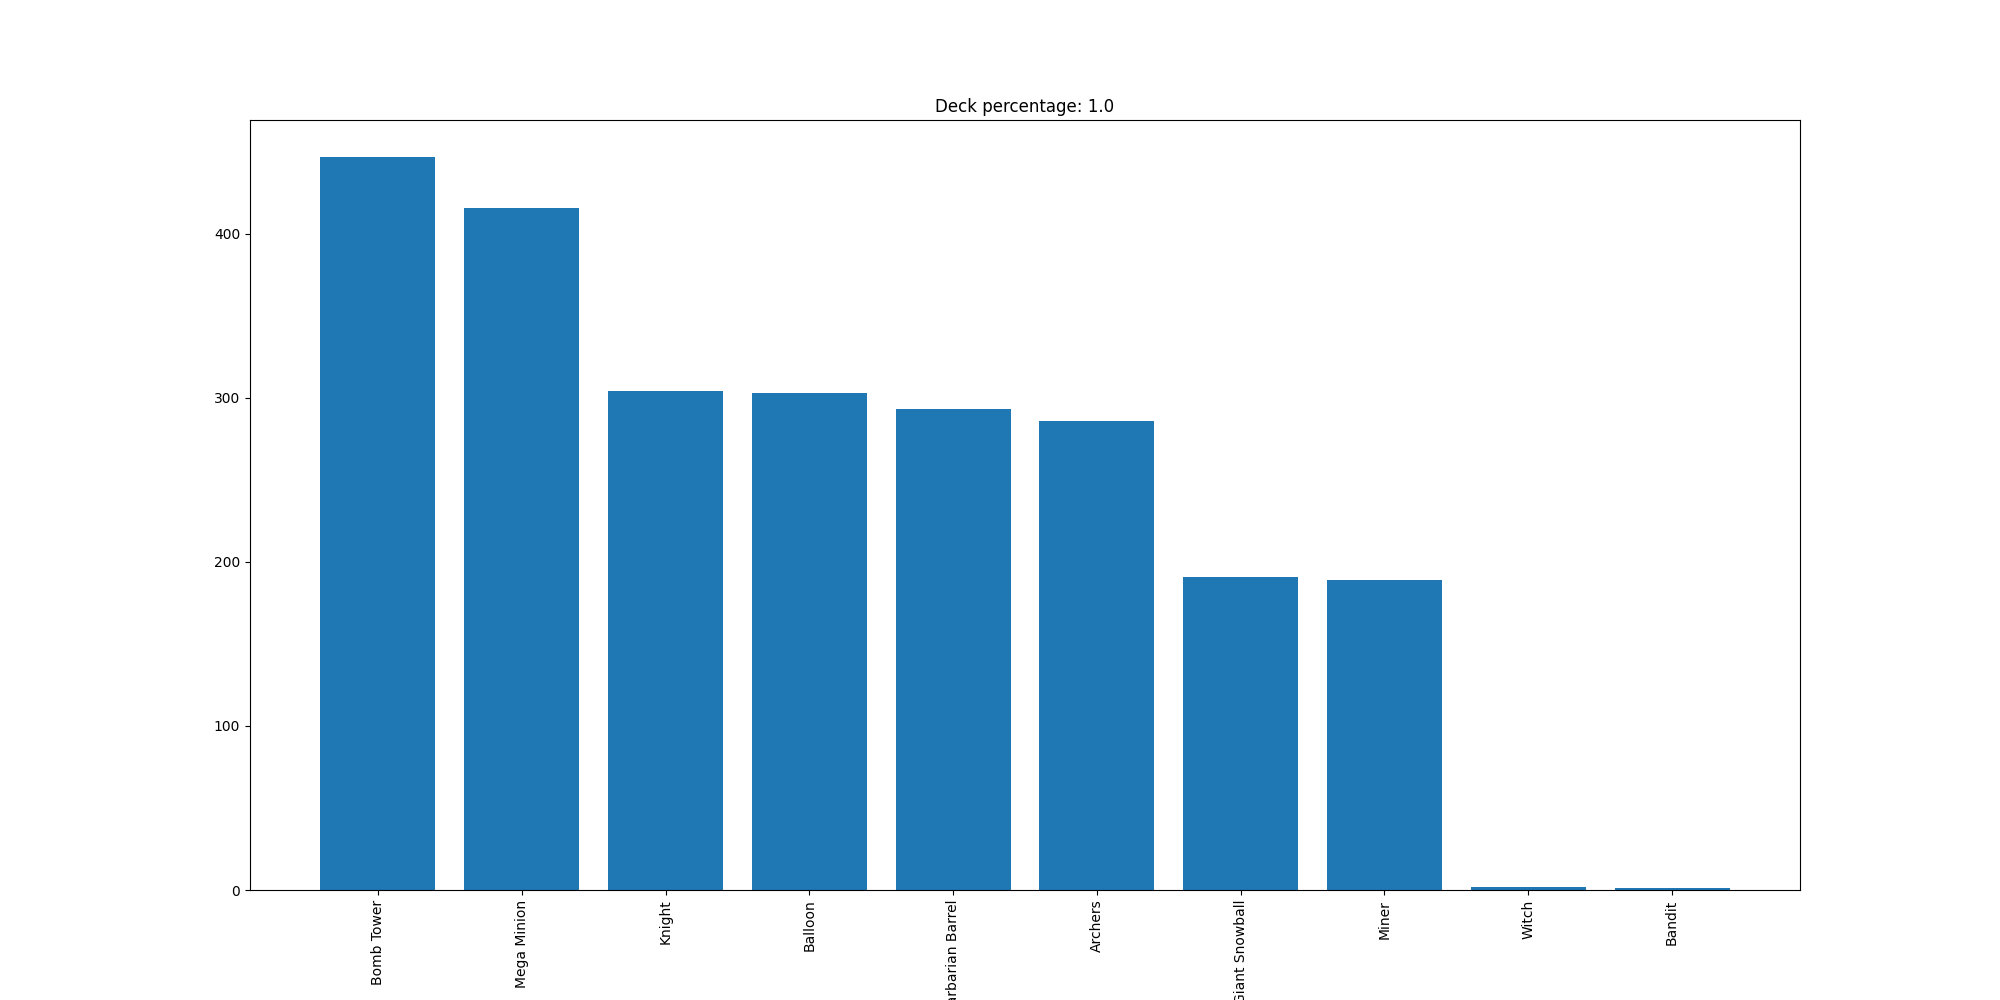 Deck percentage: 1.0
400
300
200
100
0
Bomb Tower
Mega Minion
Knight
Balloon
arbarian Barrel
Archers
Giant Snowball
Miner
Witch
Bandit